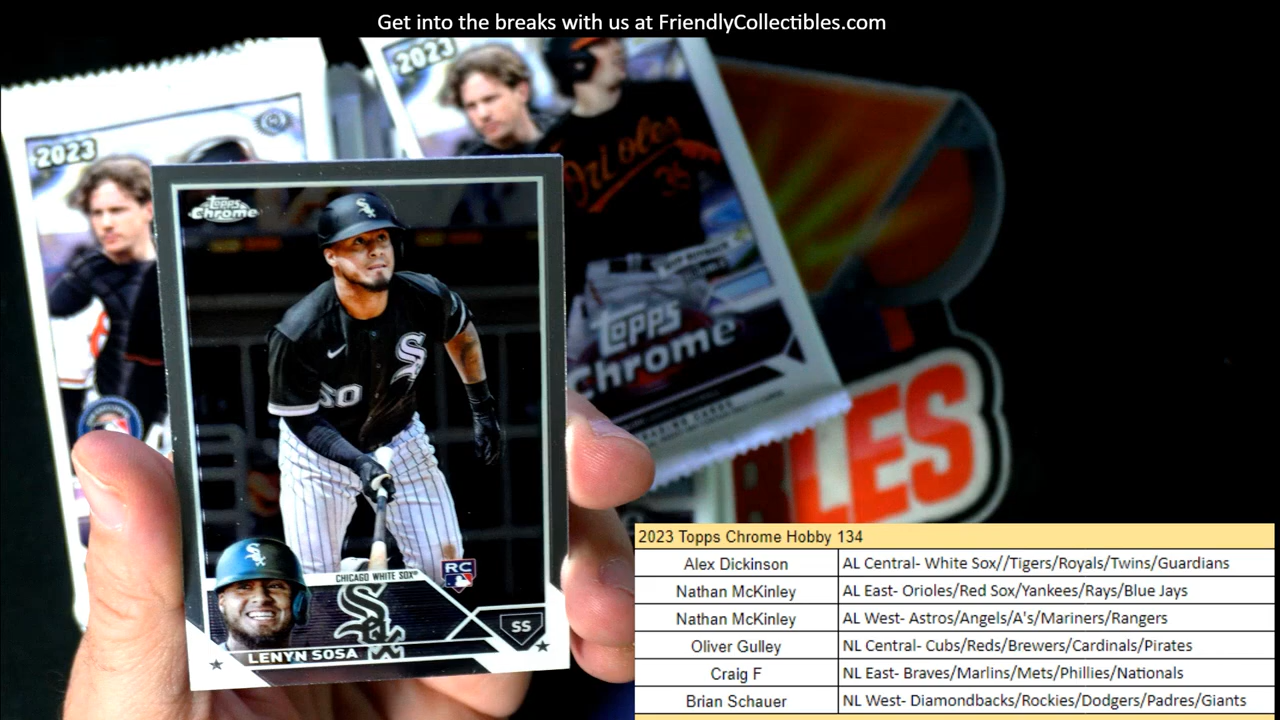 Get into the breaks with us at FriendlyCollectibles.com
2023
2023
Orioles
Topps
Chrome
Topps
Chrome
50
CHICAGO WHITE SOX
RC
Sox
SS
LENYN SOSA
BLES
2023 Topps Chrome Hobby 134
Alex Dickinson AL Central- White Sox//Tigers/Royals/Twins/Guardians
Nathan McKinley AL East- Orioles/Red Sox/Yankees/Rays/Blue Jays
Nathan McKinley AL West- Astros/Angels/A's/Mariners/Rangers
Oliver Gulley NL Central- Cubs/Reds/Brewers/Cardinals/Pirates
Craig F NL East- Braves/Marlins/Mets/Phillies/Nationals
Brian Schauer NL West- Diamondbacks/Rockies/Dodgers/Padres/Giants